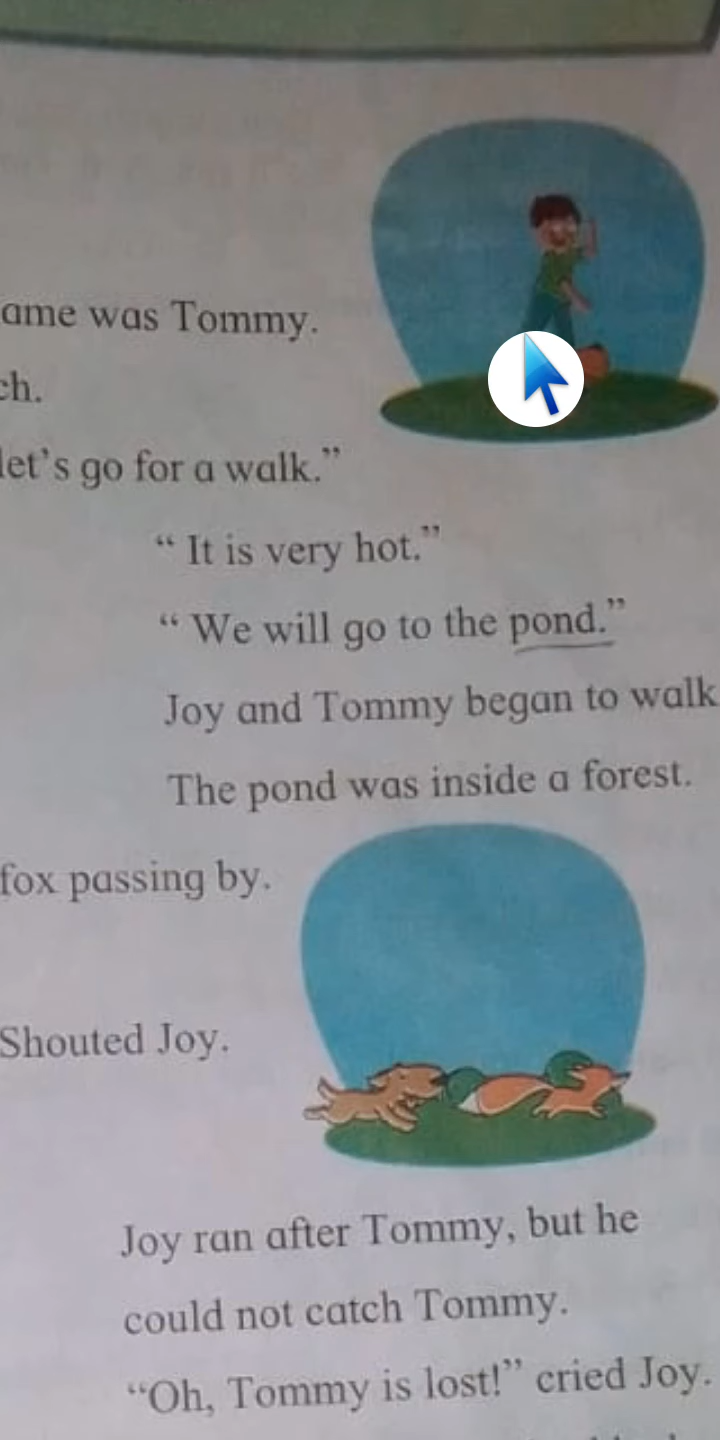 ame was Tommy.
ch.
let's go for a walk.”
“ It is very hot.”
“ We will go to the pond.”
Joy and Tommy began to walk
The pond was inside a forest.
fox passing by.
Shouted Joy.
Joy ran after Tommy, but he
could not catch Tommy.
“Oh, Tommy is lost!” cried Joy.